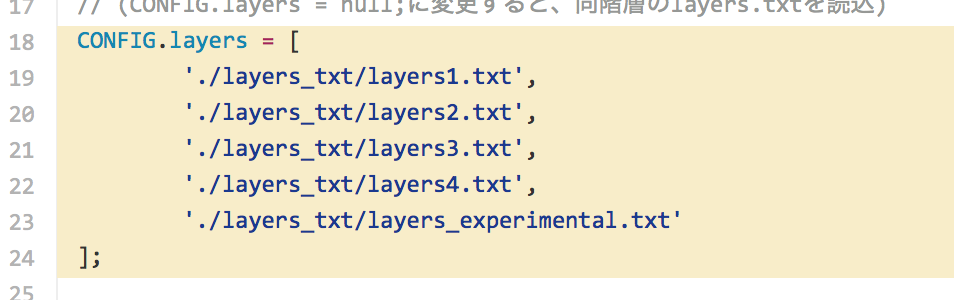 17 // (CONFIG.layers = null;に変更すると、同階層のlayers.txtを読込)
18 CONFIG.layers = [
19 './layers_txt/layers1.txt',
20 './layers_txt/layers2.txt',
21 './layers_txt/layers3.txt',
22 './layers_txt/layers4.txt',
23 './layers_txt/layers_experimental.txt'
24 ];
25